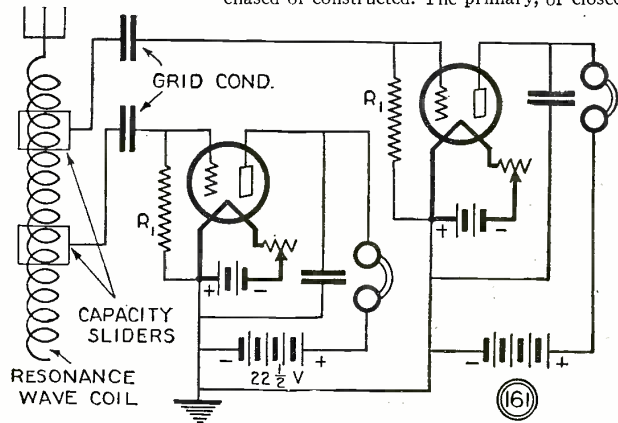 chased or constructed. The primary, or closed
GRID COND.
R1
R1
+ -
+ -
CAPACITY
SLIDERS
- +
22 1/2 V
- +
RESONANCE
WAVE COIL
161